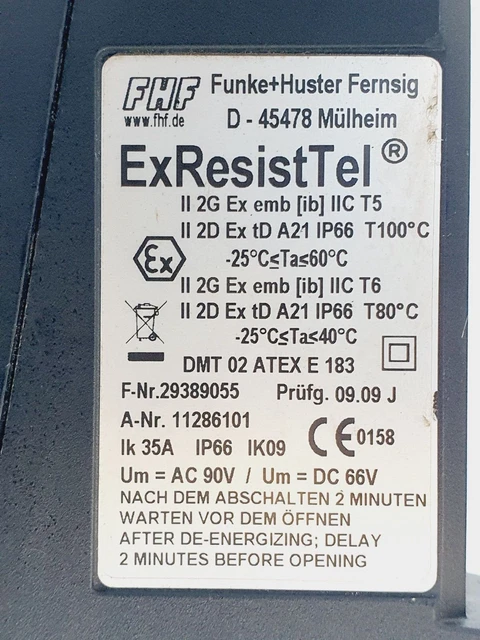 FHF Funke+Huster Fernsig
www.fhf.de D - 45478 Mülheim
ExResistTel ®
II 2G Ex emb [ib] IIC T5
II 2D Ex tD A21 IP66 T100°C
-25°C≤Ta≤60°C
Ex
II 2G Ex emb [ib] IIC T6
II 2D Ex tD A21 IP66 T80°C
-25°C≤Ta≤40°C
DMT 02 ATEX E 183
F-Nr.29389055 Prüfg. 09.09 J
A-Nr. 11286101
Ik 35A IP66 IK09 CE 0158
Um = AC 90V / Um = DC 66V
NACH DEM ABSCHALTEN 2 MINUTEN
WARTEN VOR DEM ÖFFNEN
AFTER DE-ENERGIZING; DELAY
2 MINUTES BEFORE OPENING